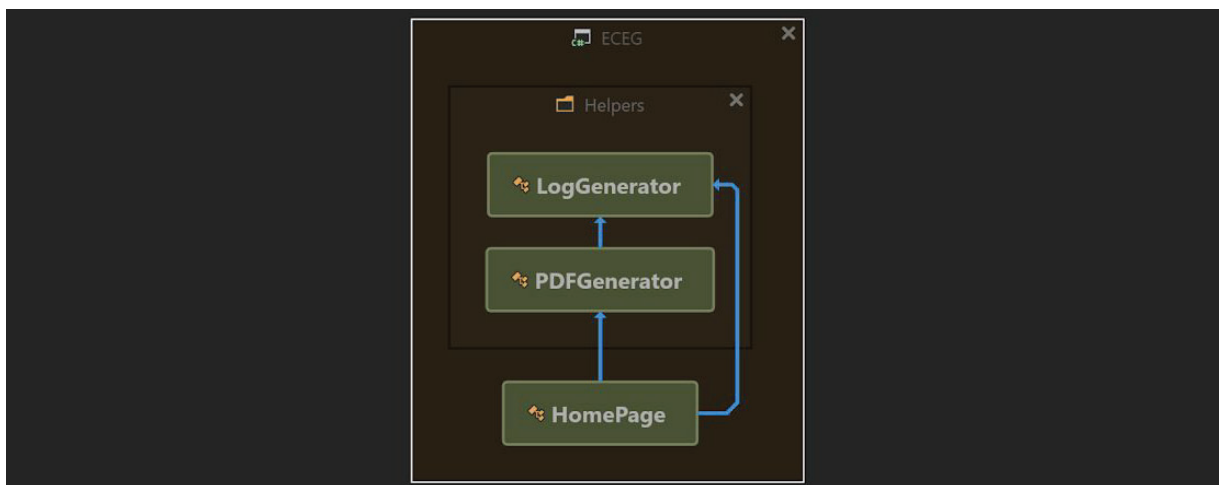 C# ECEG
Helpers
LogGenerator
PDFGenerator
HomePage